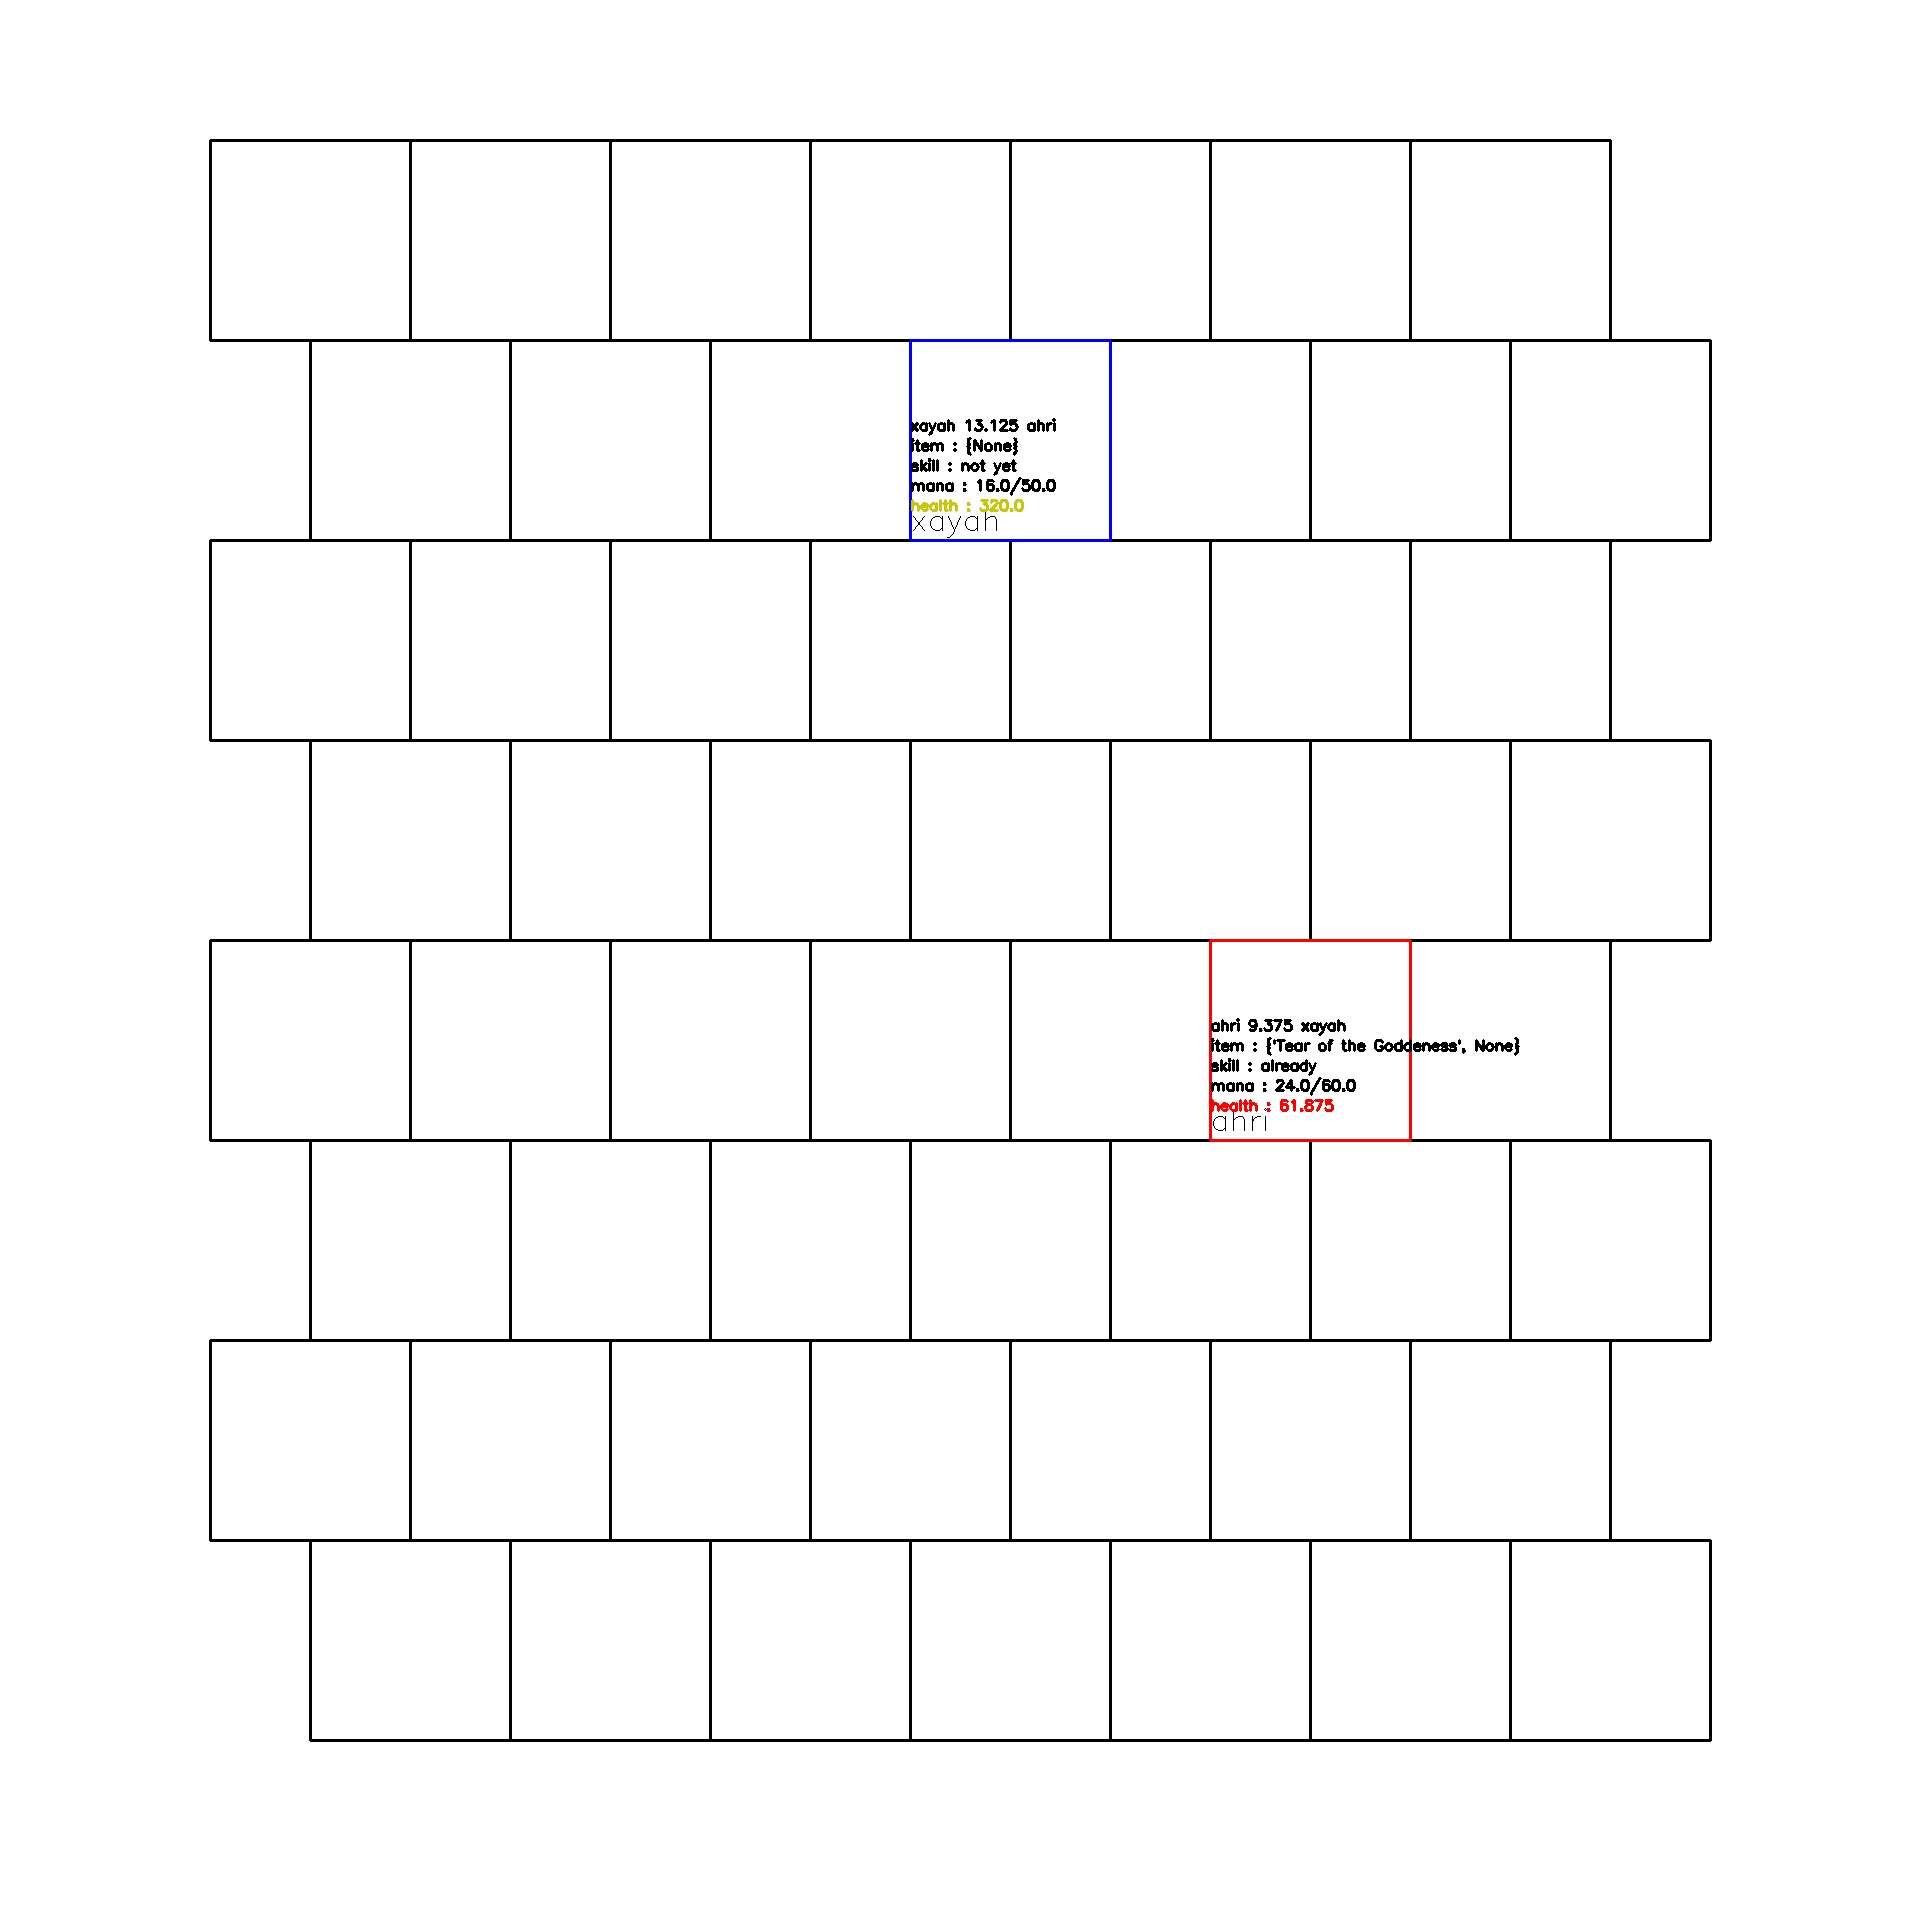 xayah 13.125 ahri
item : {None}
skill : not yet
mana : 16.0/50.0
health : 320.0
xayah
ahri 9.375 xayah
item : {'Tear of the Goddeness', None}
skill : already
mana : 24.0/60.0
health : 61.875
ahri